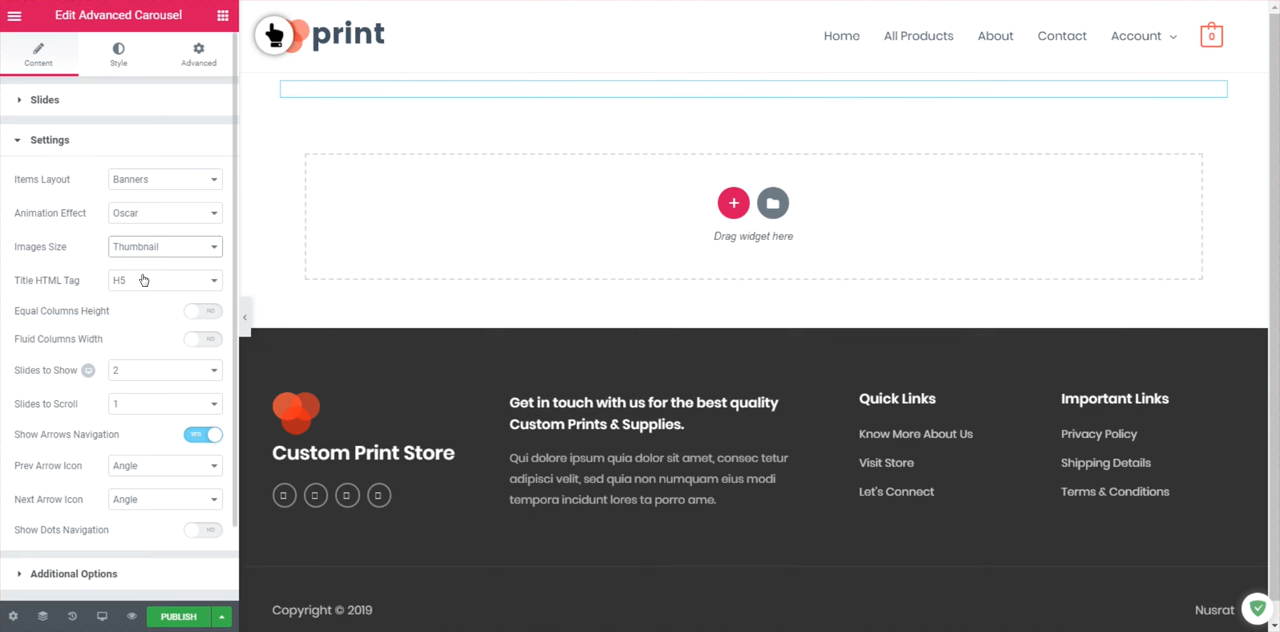 Edit Advanced Carousel
Content
Style
Advanced
Slides
Settings
Items Layout
Banners
Animation Effect
Oscar
Images Size
Thumbnail
Title HTML Tag
H5
Equal Columns Height
NO
Fluid Columns Width
NO
Slides to Show
2
Slides to Scroll
1
Show Arrows Navigation
YES
Prev Arrow Icon
Angle
Next Arrow Icon
Angle
Show Dots Navigation
NO
Additional Options
PUBLISH
print
Home
All Products
About
Contact
Account
0
Drag widget here
Custom Print Store
Get in touch with us for the best quality
Custom Prints & Supplies.
Qui dolore ipsum quia dolor sit amet, consec tetur
adipisci velit, sed quia non numquam eius modi
tempora incidunt lores ta porro ame.
Quick Links
Know More About Us
Visit Store
Let's Connect
Important Links
Privacy Policy
Shipping Details
Terms & Conditions
Copyright © 2019
Nusrat